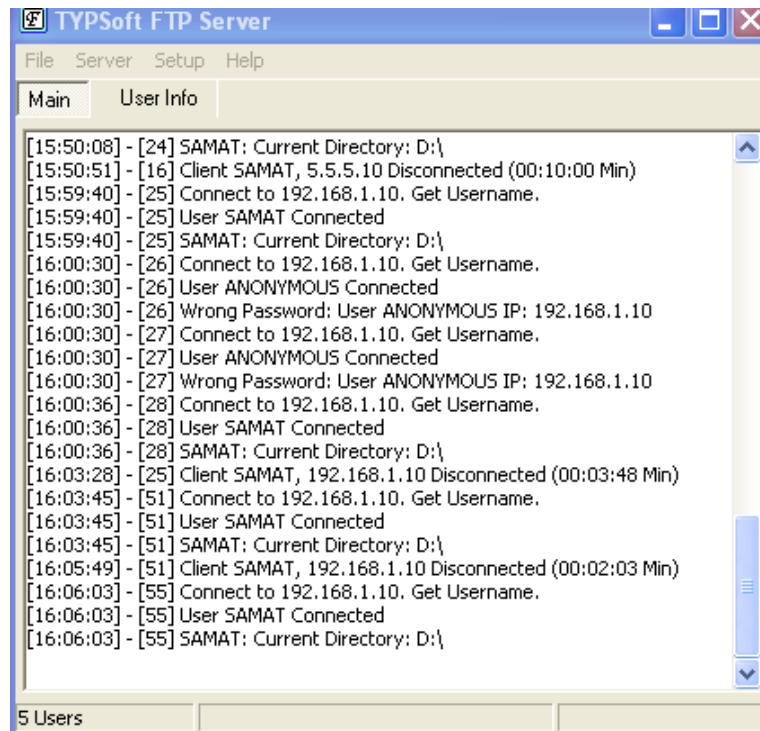 TYPSoft FTP Server
File Server Setup Help
Main User Info
[15:50:08] - [24] SAMAT: Current Directory: D:\
[15:50:51] - [16] Client SAMAT, 5.5.5.10 Disconnected (00:10:00 Min)
[15:59:40] - [25] Connect to 192.168.1.10. Get Username.
[15:59:40] - [25] User SAMAT Connected
[15:59:40] - [25] SAMAT: Current Directory: D:\
[16:00:30] - [26] Connect to 192.168.1.10. Get Username.
[16:00:30] - [26] User ANONYMOUS Connected
[16:00:30] - [26] Wrong Password: User ANONYMOUS IP: 192.168.1.10
[16:00:30] - [27] Connect to 192.168.1.10. Get Username.
[16:00:30] - [27] User ANONYMOUS Connected
[16:00:30] - [27] Wrong Password: User ANONYMOUS IP: 192.168.1.10
[16:00:36] - [28] Connect to 192.168.1.10. Get Username.
[16:00:36] - [28] User SAMAT Connected
[16:00:36] - [28] SAMAT: Current Directory: D:\
[16:03:28] - [25] Client SAMAT, 192.168.1.10 Disconnected (00:03:48 Min)
[16:03:45] - [51] Connect to 192.168.1.10. Get Username.
[16:03:45] - [51] User SAMAT Connected
[16:03:45] - [51] SAMAT: Current Directory: D:\
[16:05:49] - [51] Client SAMAT, 192.168.1.10 Disconnected (00:02:03 Min)
[16:06:03] - [55] Connect to 192.168.1.10. Get Username.
[16:06:03] - [55] User SAMAT Connected
[16:06:03] - [55] SAMAT: Current Directory: D:\
5 Users